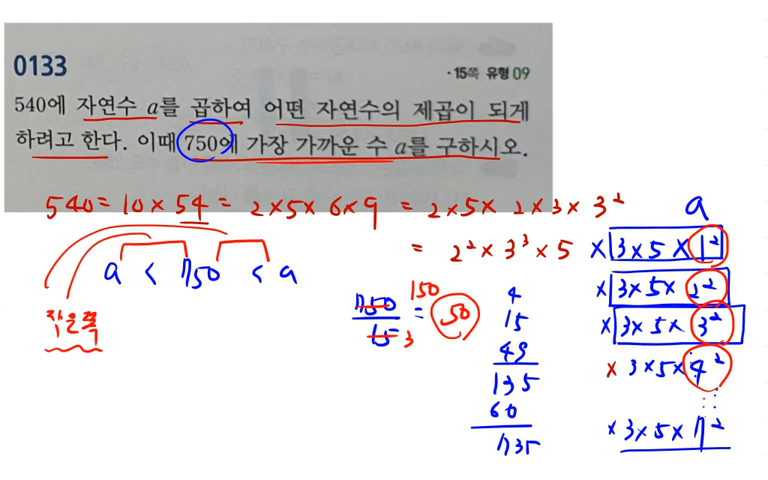 0133
·15쪽 유형 09
540에 자연수 a를 곱하여 어떤 자연수의 제곱이 되게
하려고 한다. 이때 750에 가장 가까운 수 a를 구하시오.
540 = 10 × 54 = 2 × 5 × 6 × 9 = 2 × 5 × 2 × 3 × 3²
a
= 2² × 3³ × 5 × 3 × 5 × 1²
a < 750 < a
× 3 × 5 × 2²
작은쪽
750/15 = 50
150
3
× 3 × 5 × 3²
× 3 × 5 × 4²
⋮
× 3 × 5 × 7²
4
15
49
135
60
735